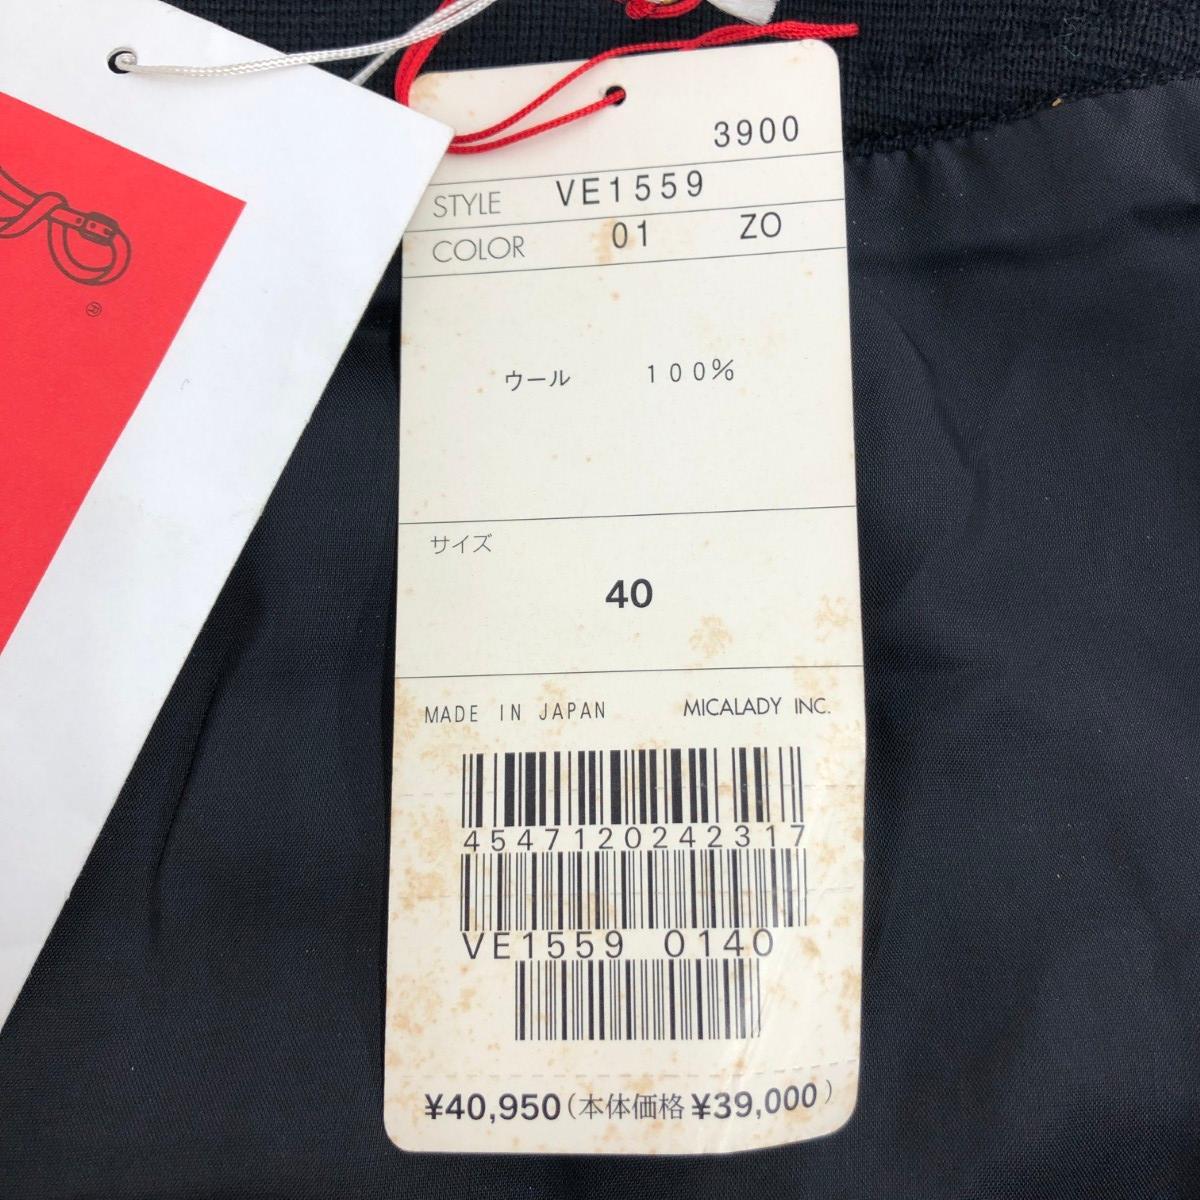 3900
STYLE VE1559
COLOR 01 ZO
ウール 100%
サイズ
40
MADE IN JAPAN MICALADY INC.
4547120242317
VE1559 0140
¥40,950(本体価格 ¥39,000)
®